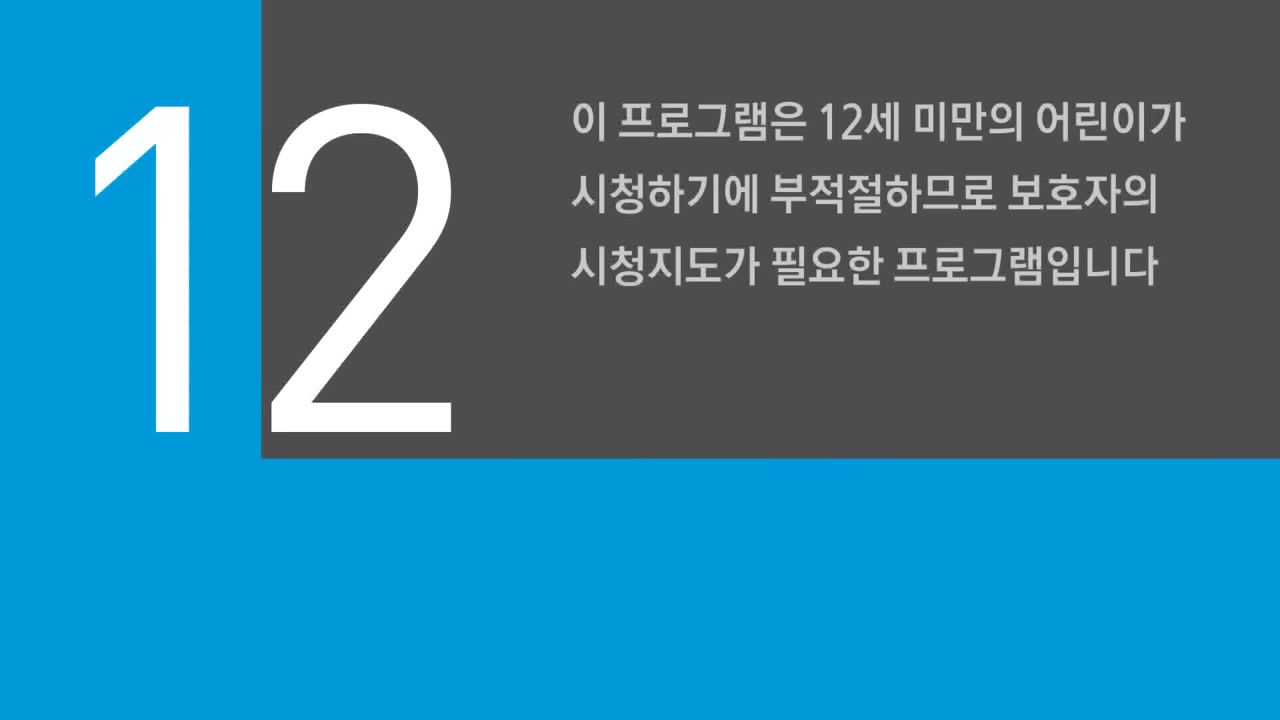 12
이 프로그램은 12세 미만의 어린이가
시청하기에 부적절하므로 보호자의
시청지도가 필요한 프로그램입니다